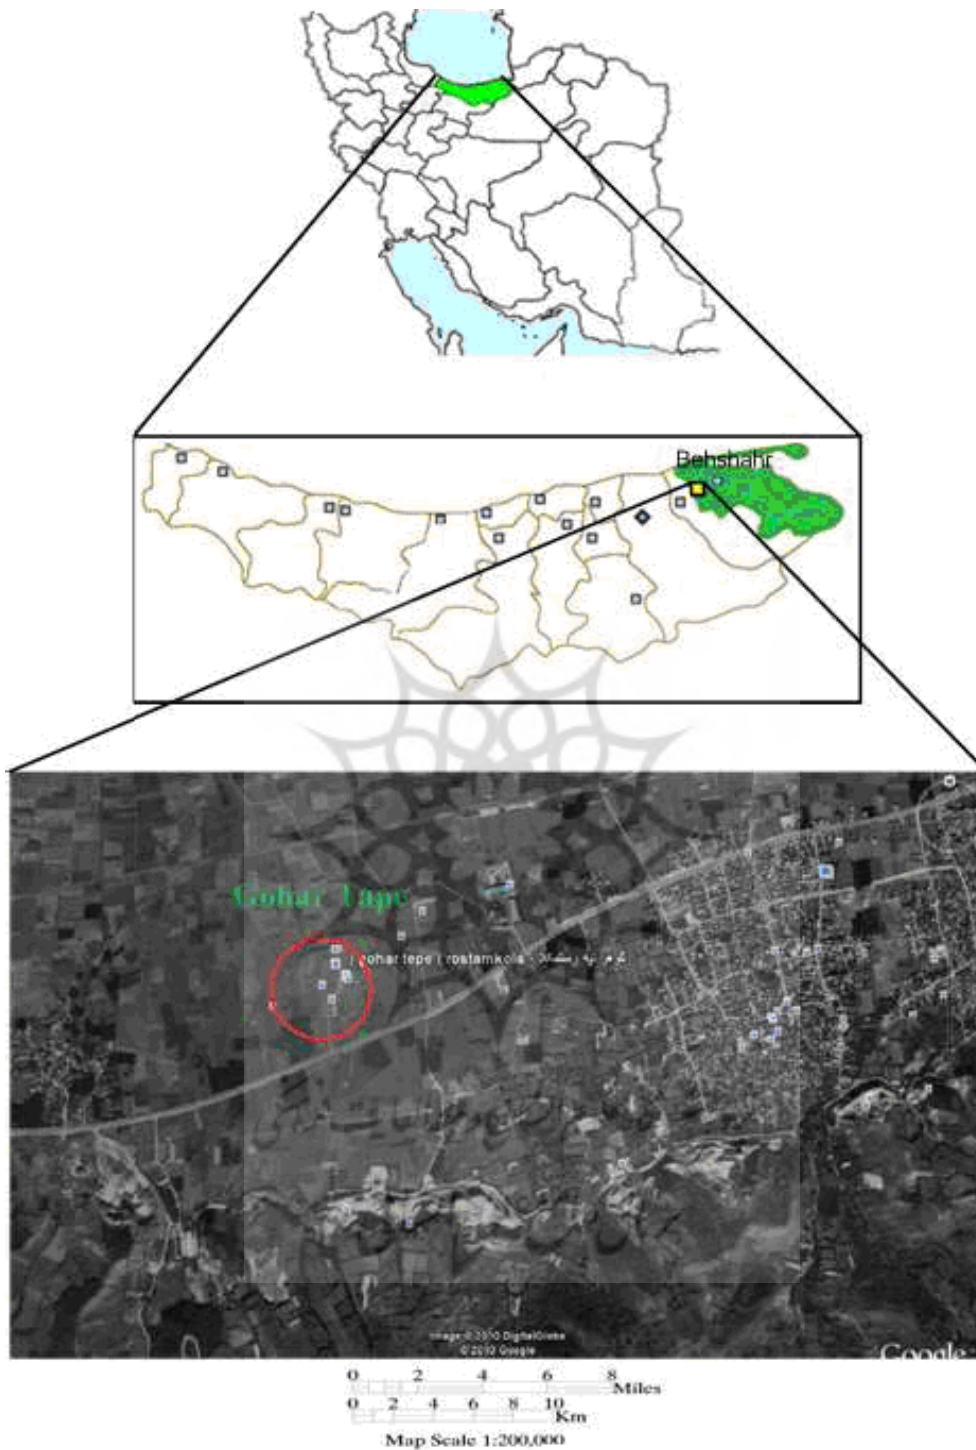 Behshahr
Gohar Tape
gohar tepe ( rostamkola -
Image © 2010 DigitalGlobe
© 2010 Google
Google
0 2 4 6 8
Miles
0 2 4 6 8 10
Km
Map Scale 1:200,000